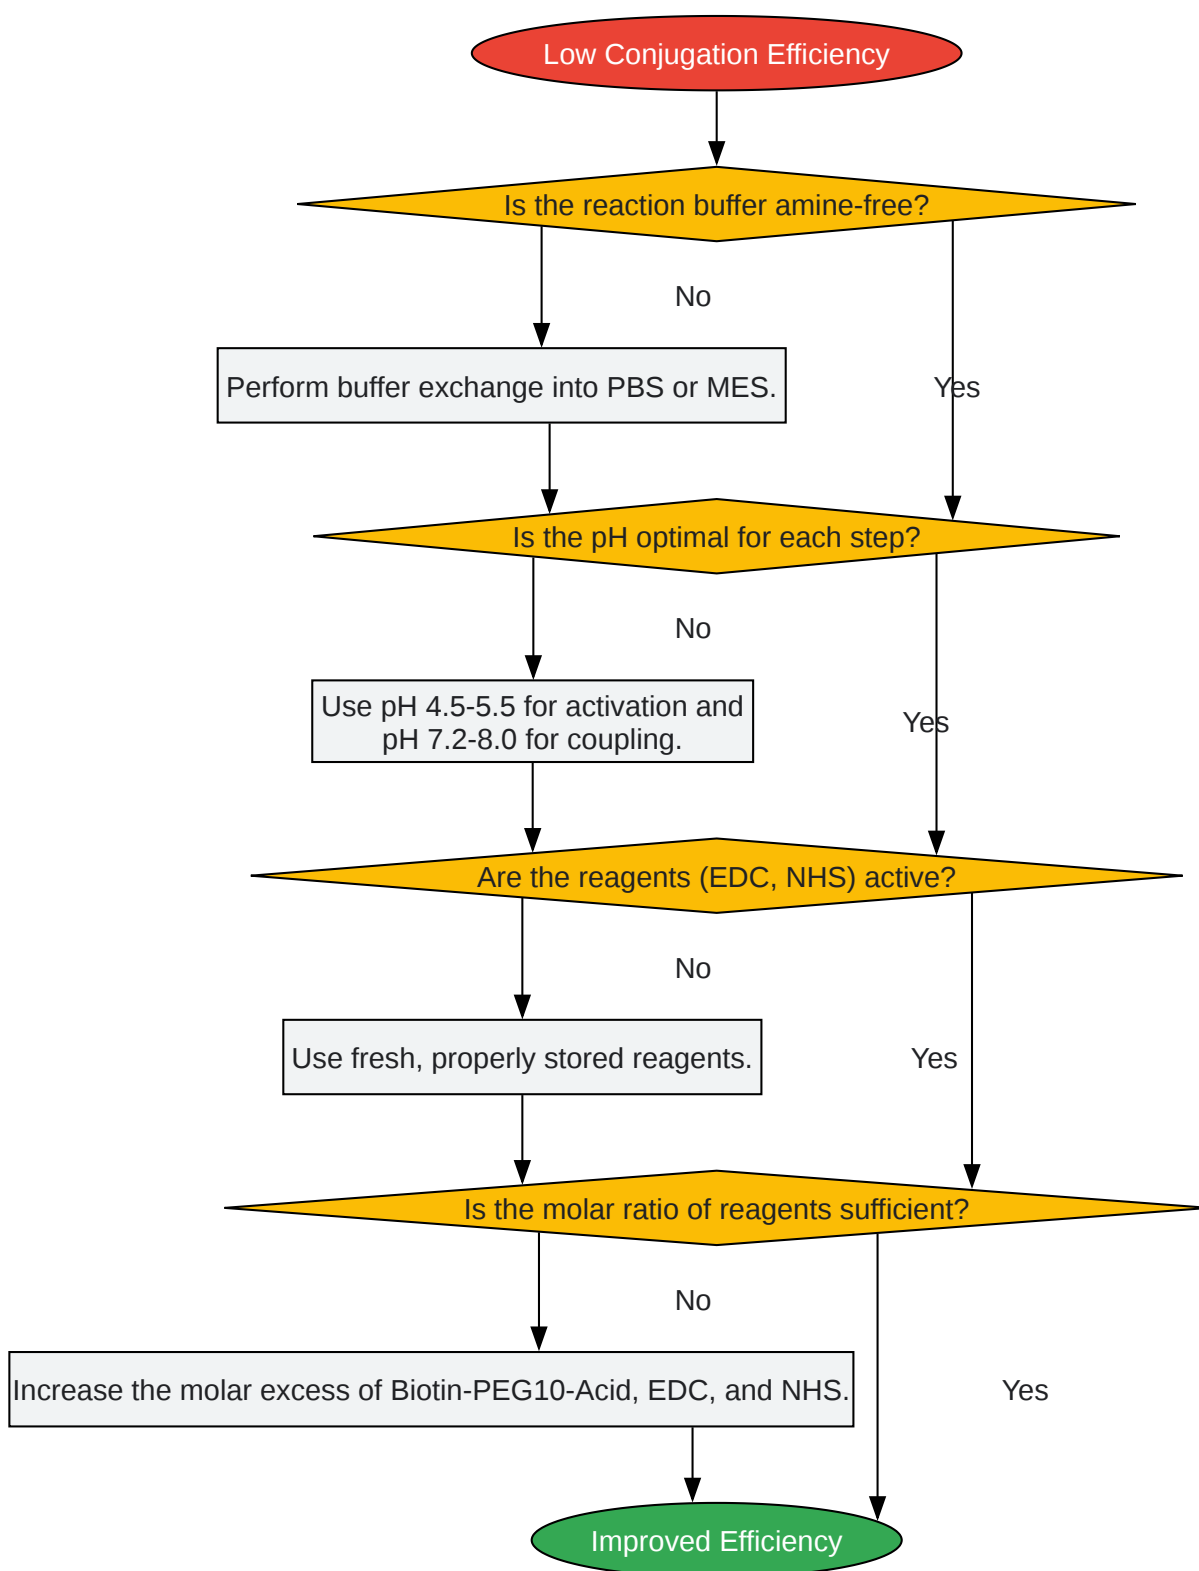 Low Conjugation Efficiency
Is the reaction buffer amine-free?
No
Perform buffer exchange into PBS or MES.
Yes
Is the pH optimal for each step?
No
Use pH 4.5-5.5 for activation and
pH 7.2-8.0 for coupling.
Yes
Are the reagents (EDC, NHS) active?
No
Use fresh, properly stored reagents.
Yes
Is the molar ratio of reagents sufficient?
No
Increase the molar excess of Biotin-PEG10-Acid, EDC, and NHS.
Yes
Improved Efficiency